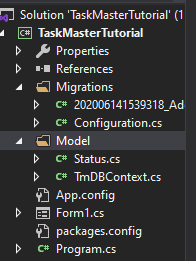 Solution 'TaskMasterTutorial' (1
TaskMasterTutorial
Properties
References
Migrations
202006141539318_Ad
Configuration.cs
Model
Status.cs
TmDBContext.cs
App.config
Form1.cs
packages.config
Program.cs